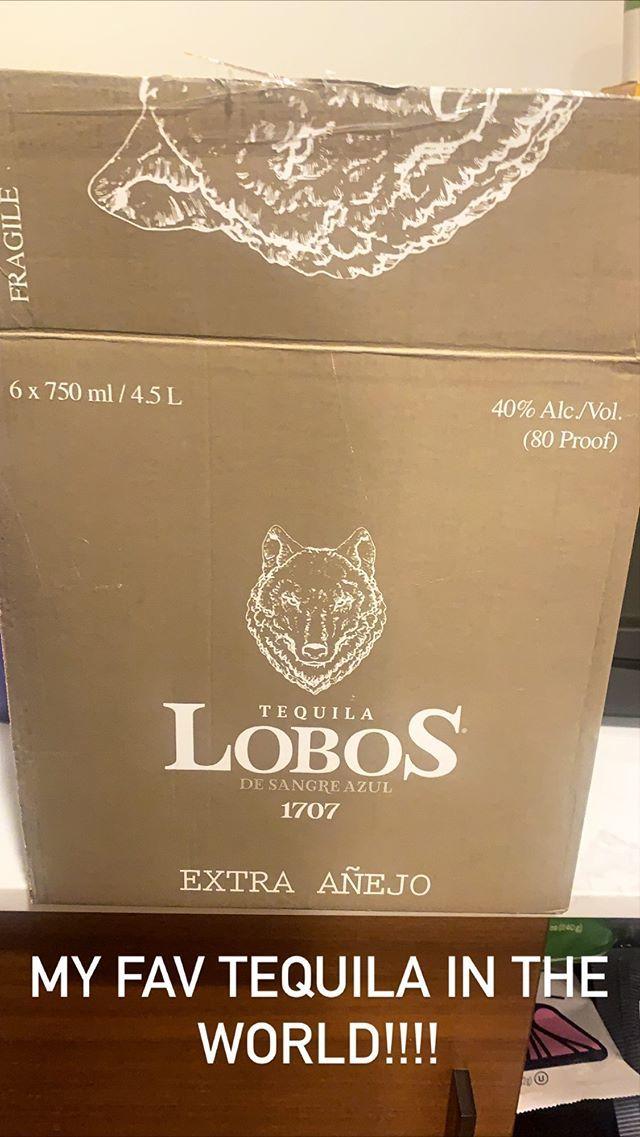 FRAGILE
6 x 750 ml / 4.5 L
40% Alc./Vol.
(80 Proof)
TEQUILA
LOBOS
DE SANGRE AZUL
1707
EXTRA AÑEJO
MY FAV TEQUILA IN THE
WORLD!!!!